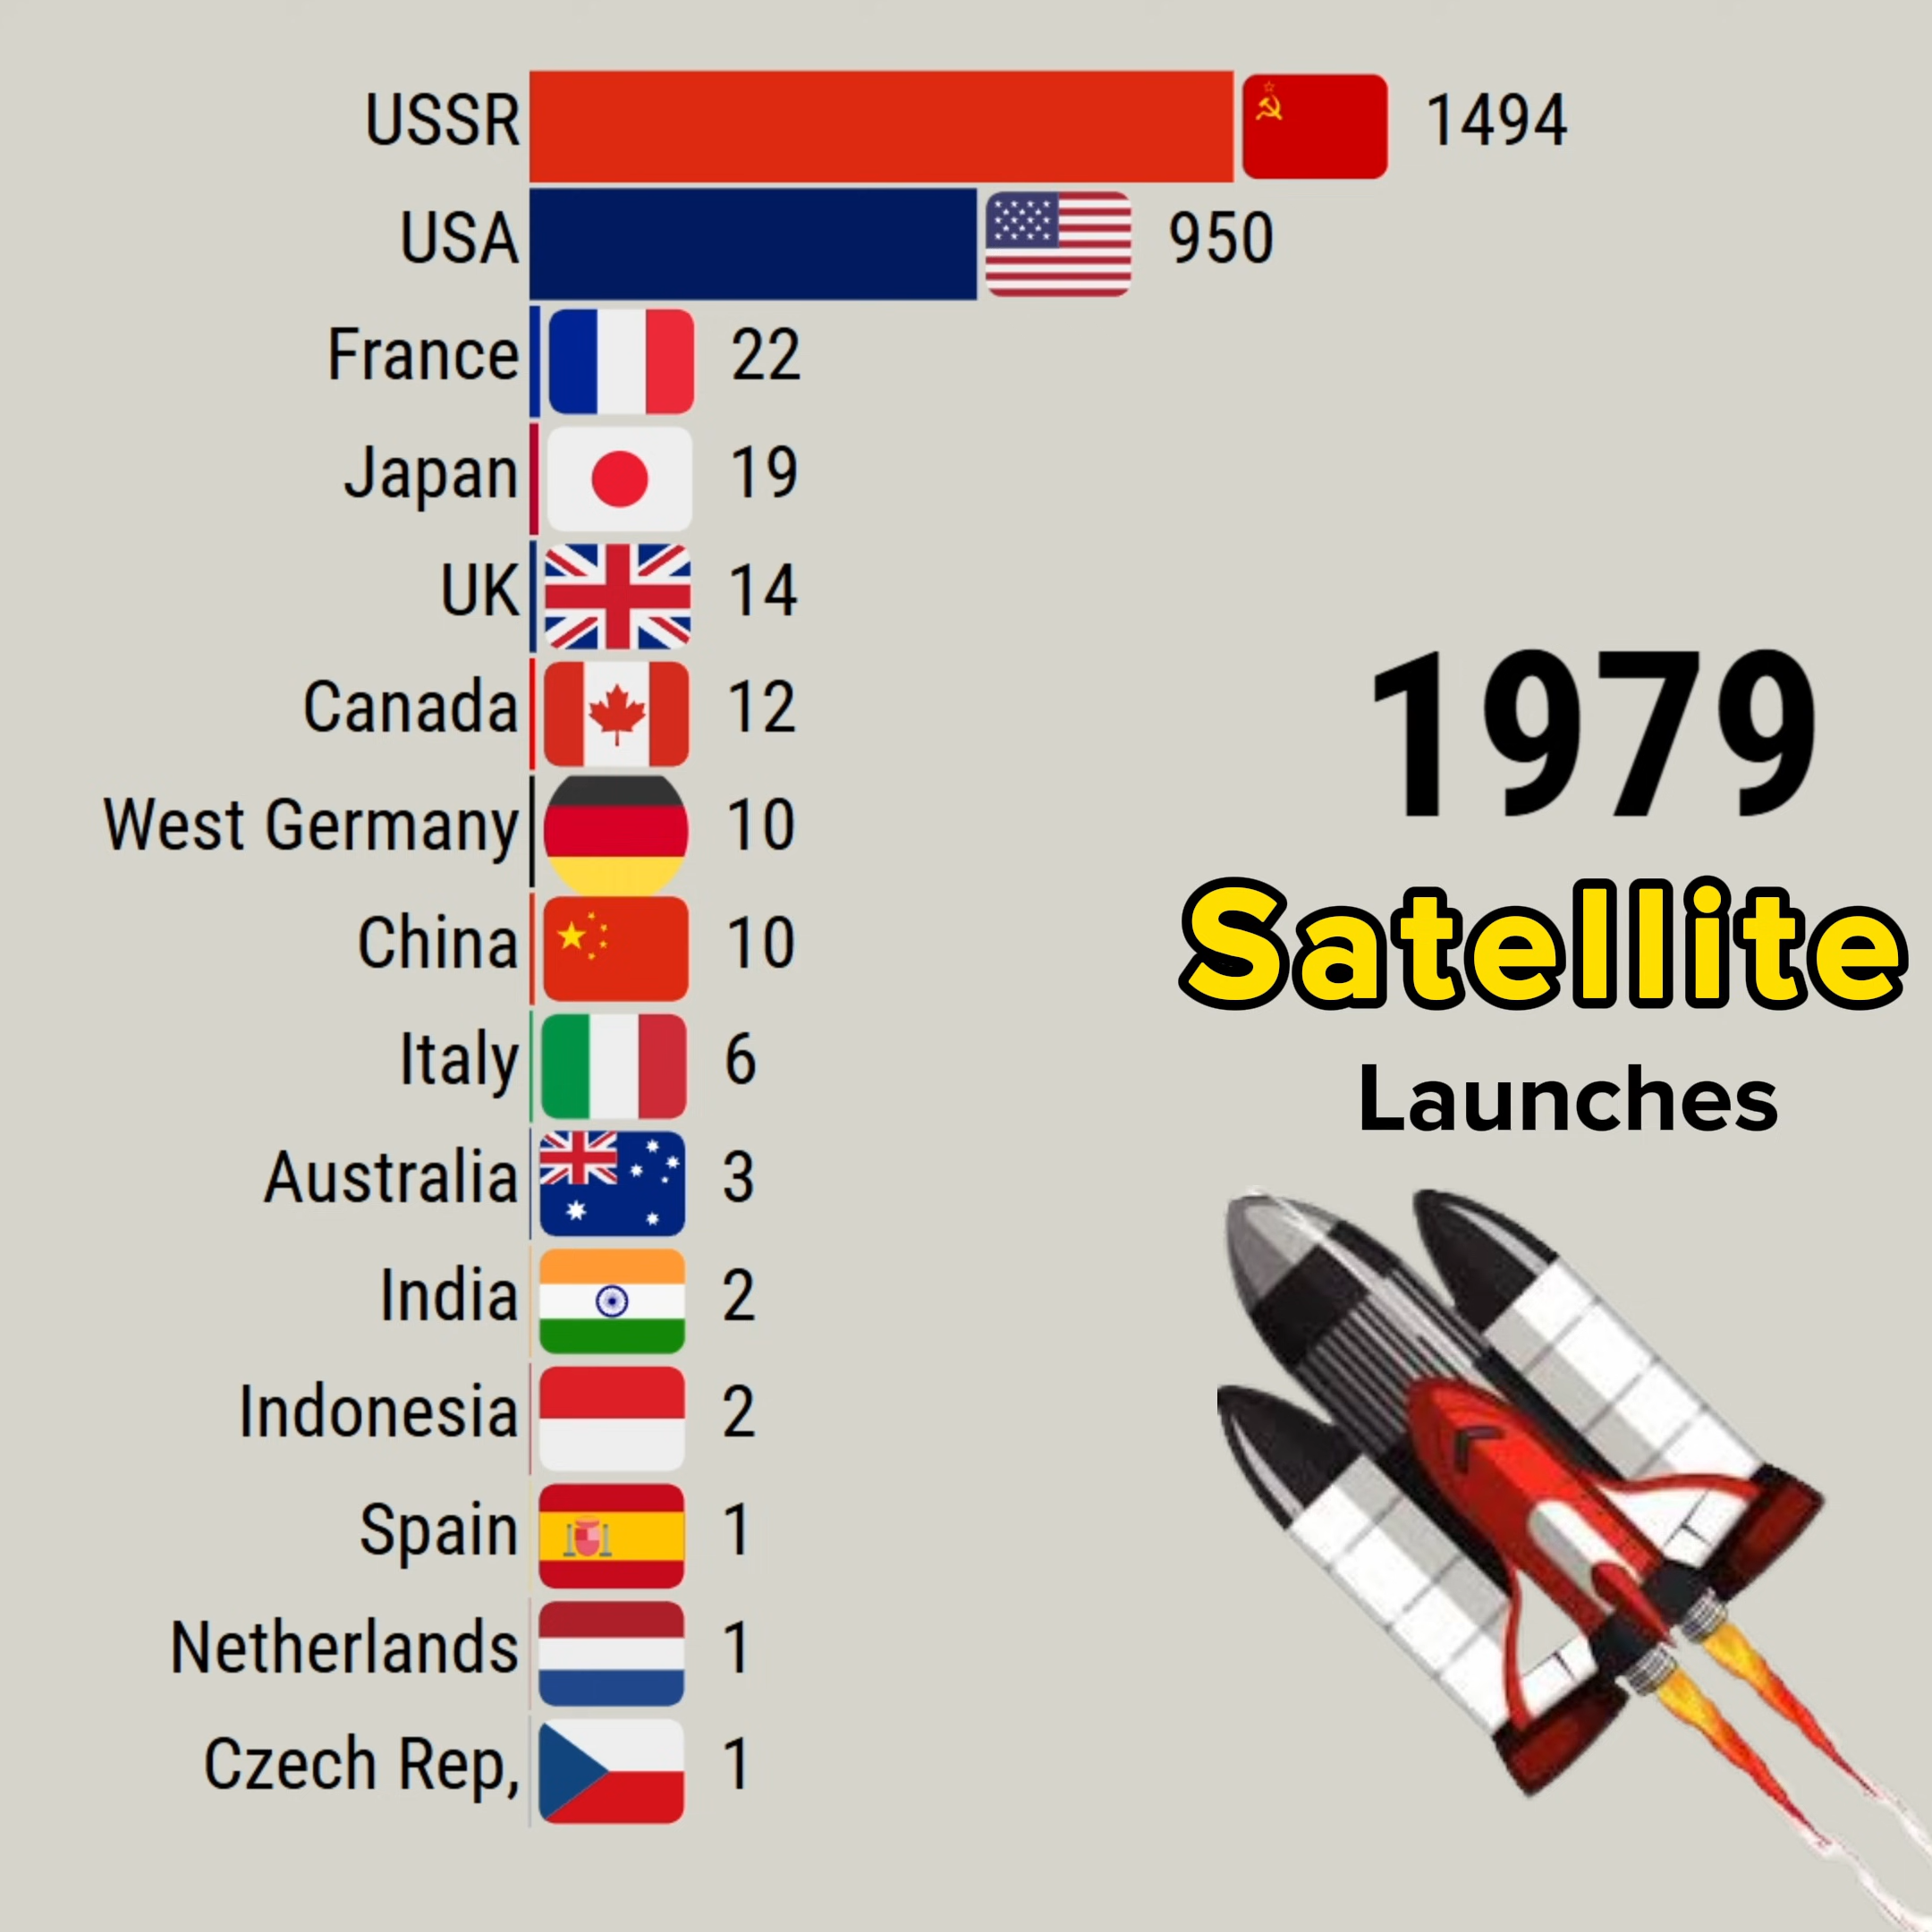 USSR 1494
USA 950
France 22
Japan 19
UK 14
Canada 12
West Germany 10
China 10
Italy 6
Australia 3
India 2
Indonesia 2
Spain 1
Netherlands 1
Czech Rep, 1
1979
Satellite
Launches